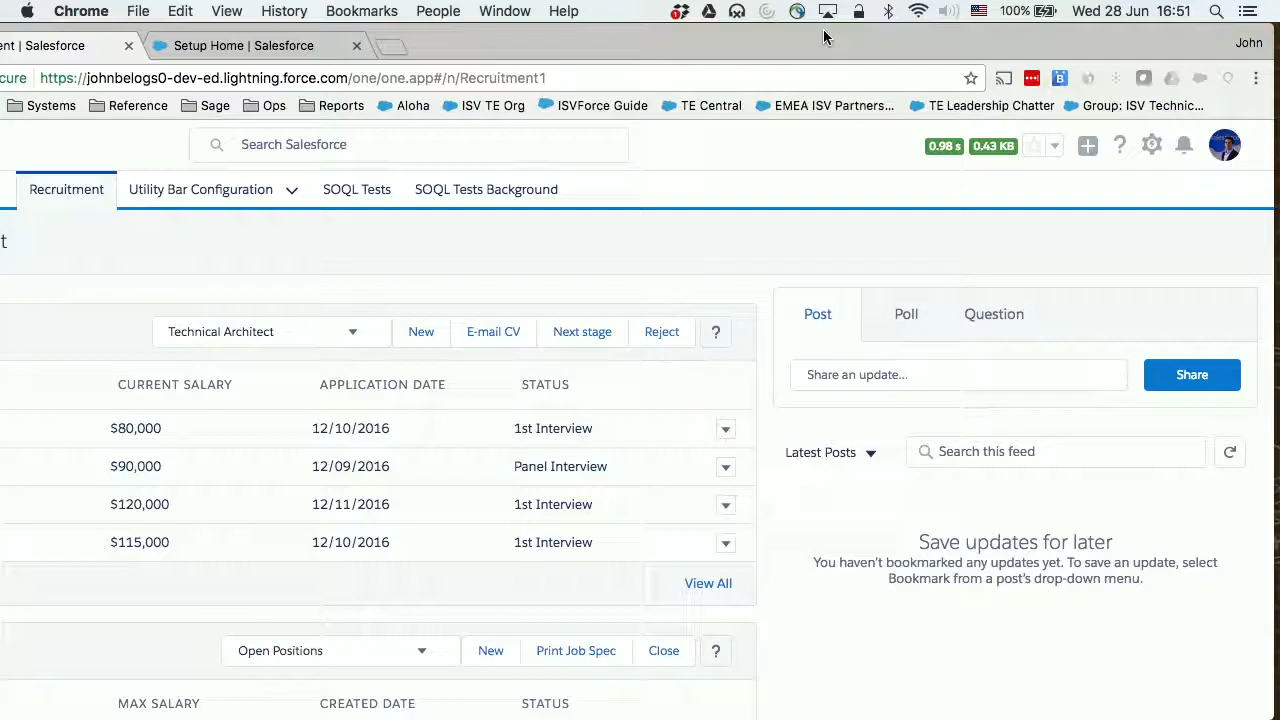 Chrome File Edit View History Bookmarks People Window Help 100% Wed 28 Jun 16:51
ent | Salesforce Setup Home | Salesforce John
cure https://johnbelogs0-dev-ed.lightning.force.com/one/one.app#/n/Recruitment1
Systems Reference Sage Ops Reports Aloha ISV TE Org ISVForce Guide TE Central EMEA ISV Partners... TE Leadership Chatter Group: ISV Technic...
Search Salesforce 0.98 s 0.43 KB
Recruitment Utility Bar Configuration SOQL Tests SOQL Tests Background
t
Post Poll Question
Technical Architect New E-mail CV Next stage Reject ?
Share an update... Share
CURRENT SALARY APPLICATION DATE STATUS
$80,000 12/10/2016 1st Interview
Latest Posts Search this feed
$90,000 12/09/2016 Panel Interview
$120,000 12/11/2016 1st Interview
$115,000 12/10/2016 1st Interview
Save updates for later
You haven't bookmarked any updates yet. To save an update, select
Bookmark from a post's drop-down menu.
View All
Open Positions New Print Job Spec Close ?
MAX SALARY CREATED DATE STATUS